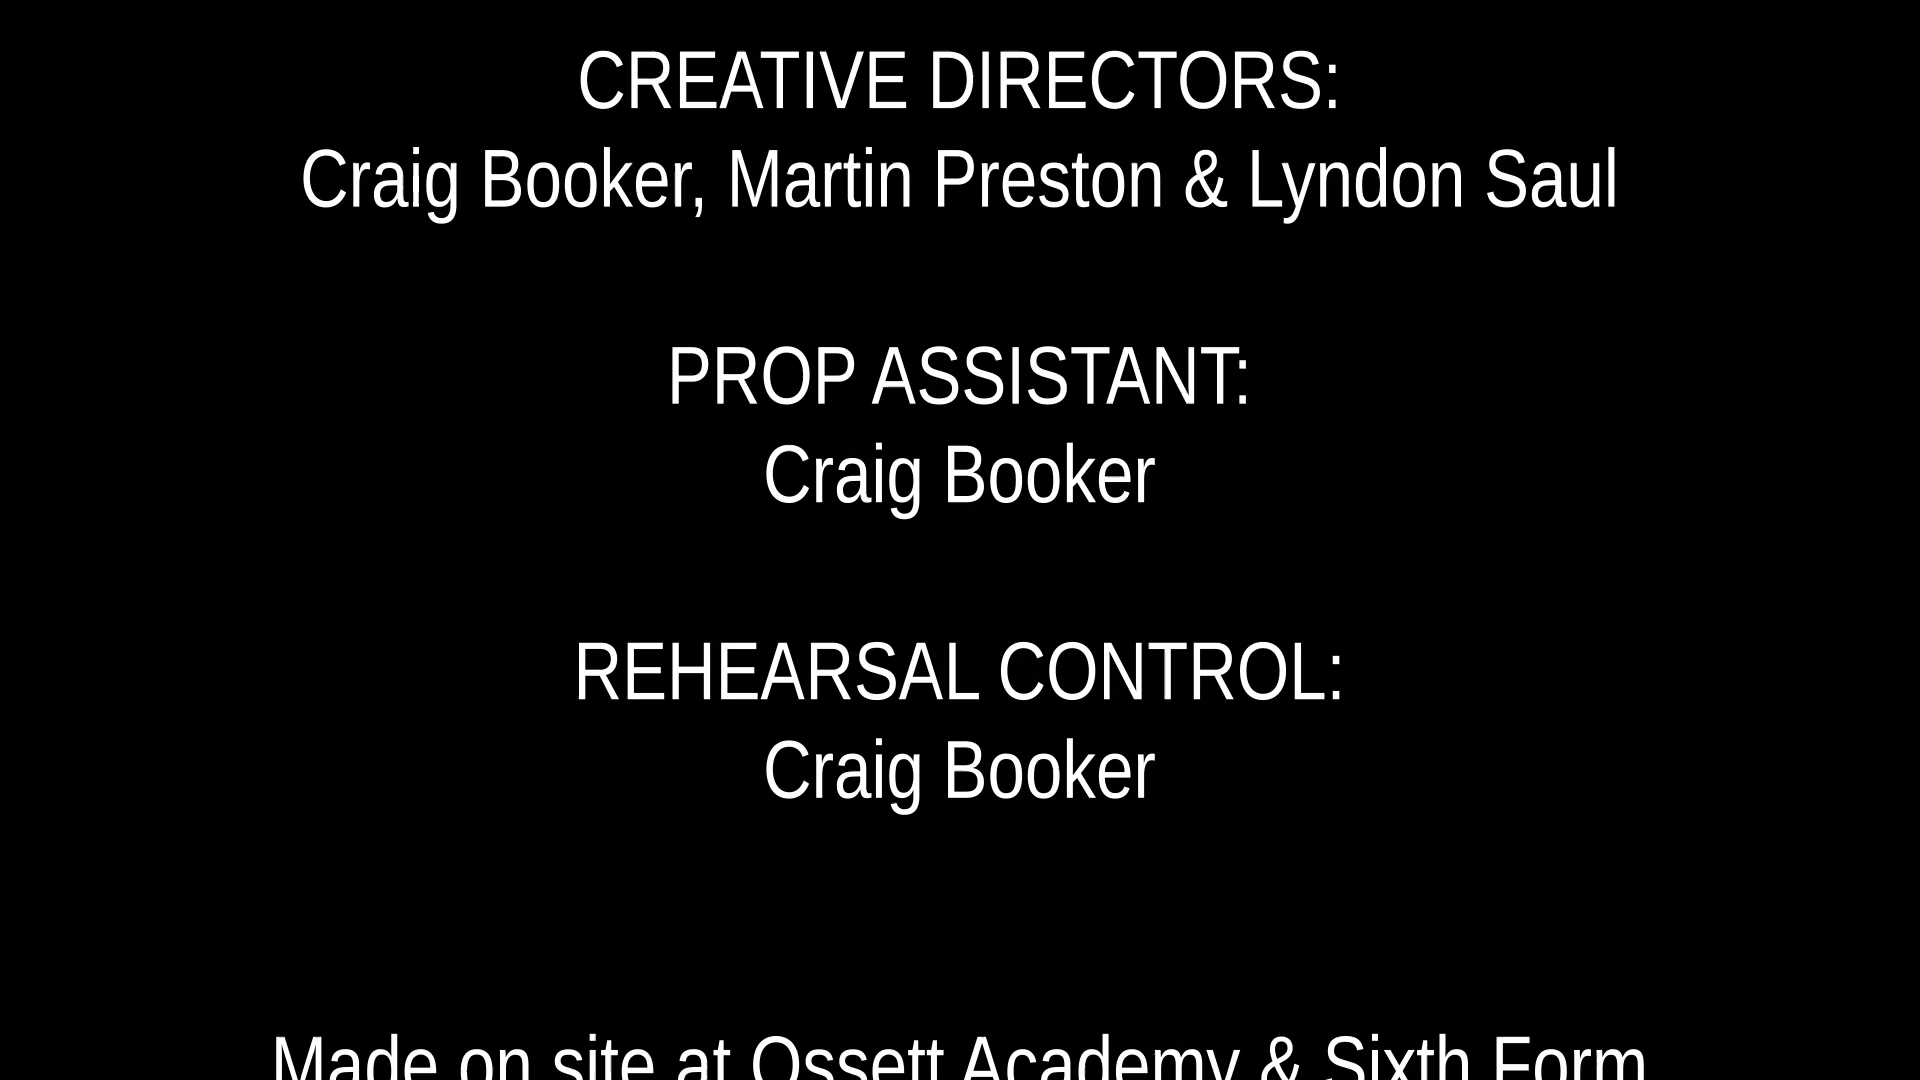 CREATIVE DIRECTORS:
Craig Booker, Martin Preston & Lyndon Saul
PROP ASSISTANT:
Craig Booker
REHEARSAL CONTROL:
Craig Booker
Made on site at Ossett Academy & Sixth Form